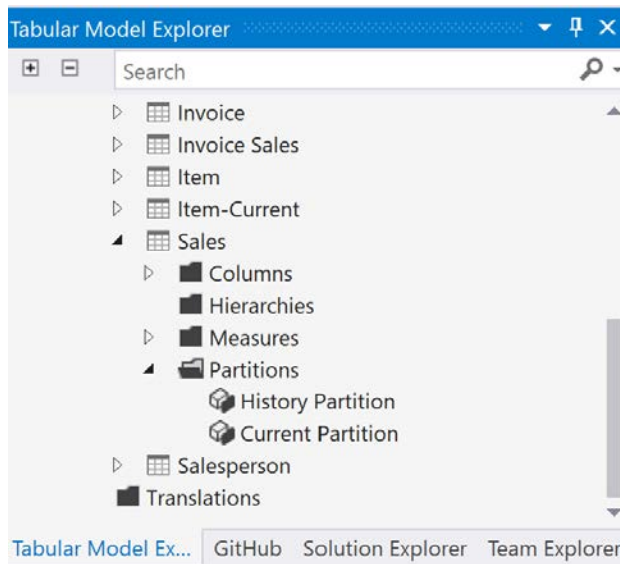 Tabular Model Explorer
Search
Invoice
Invoice Sales
Item
Item-Current
Sales
Columns
Hierarchies
Measures
Partitions
History Partition
Current Partition
Salesperson
Translations
Tabular Model Ex... GitHub Solution Explorer Team Explorer